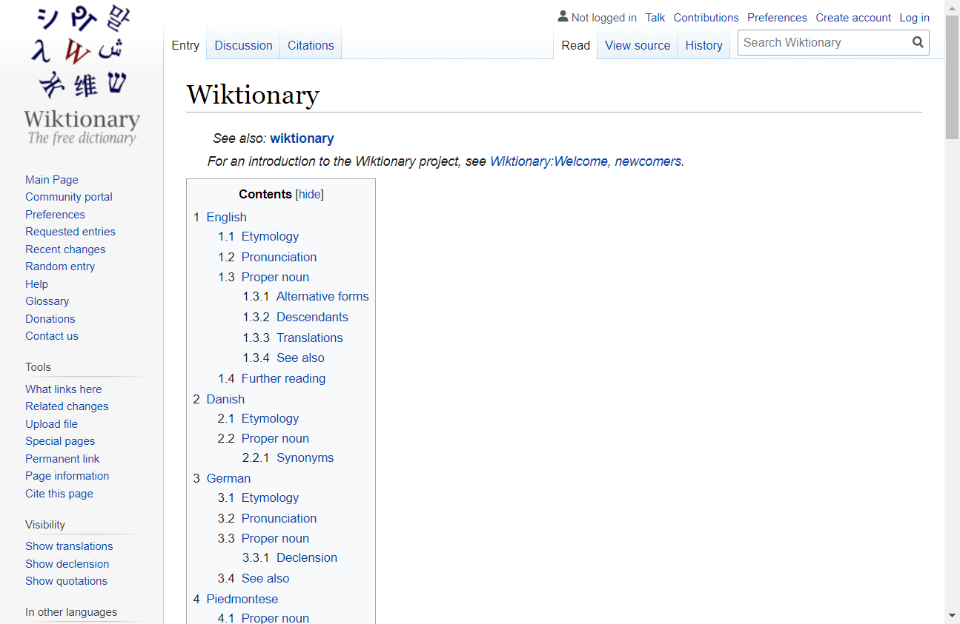 Not logged in Talk Contributions Preferences Create account Log in
Entry Discussion Citations Read View source History Search Wiktionary
シ
말
λ
W
ش
维
ש
Wiktionary
The free dictionary
Main Page
Community portal
Preferences
Requested entries
Recent changes
Random entry
Help
Glossary
Donations
Contact us
Tools
What links here
Related changes
Upload file
Special pages
Permanent link
Page information
Cite this page
Visibility
Show translations
Show declension
Show quotations
In other languages
Wiktionary
See also: wiktionary
For an introduction to the Wiktionary project, see Wiktionary:Welcome, newcomers.
Contents [hide]
1 English
1.1 Etymology
1.2 Pronunciation
1.3 Proper noun
1.3.1 Alternative forms
1.3.2 Descendants
1.3.3 Translations
1.3.4 See also
1.4 Further reading
2 Danish
2.1 Etymology
2.2 Proper noun
2.2.1 Synonyms
3 German
3.1 Etymology
3.2 Pronunciation
3.3 Proper noun
3.3.1 Declension
3.4 See also
4 Piedmontese
4.1 Proper noun